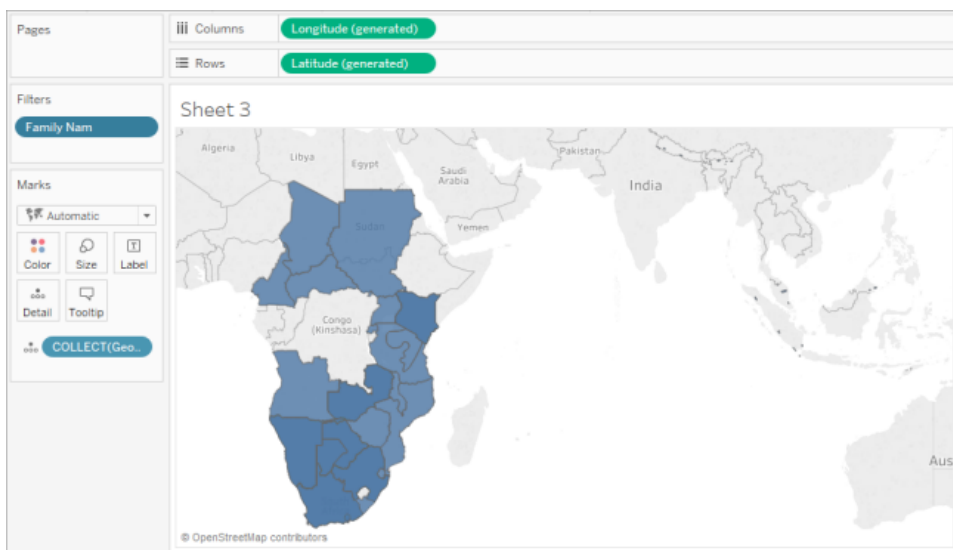 Pages
Columns
Longitude (generated)
Rows
Latitude (generated)
Filters
Family Nam
Sheet 3
Marks
Automatic
Color
Size
Label
Detail
Tooltip
COLLECT(Geo..
Algeria
Libya
Egypt
Saudi
Arabia
Pakistan
India
Yemen
Sudan
Congo
(Kinshasa)
Aus
© OpenStreetMap contributors